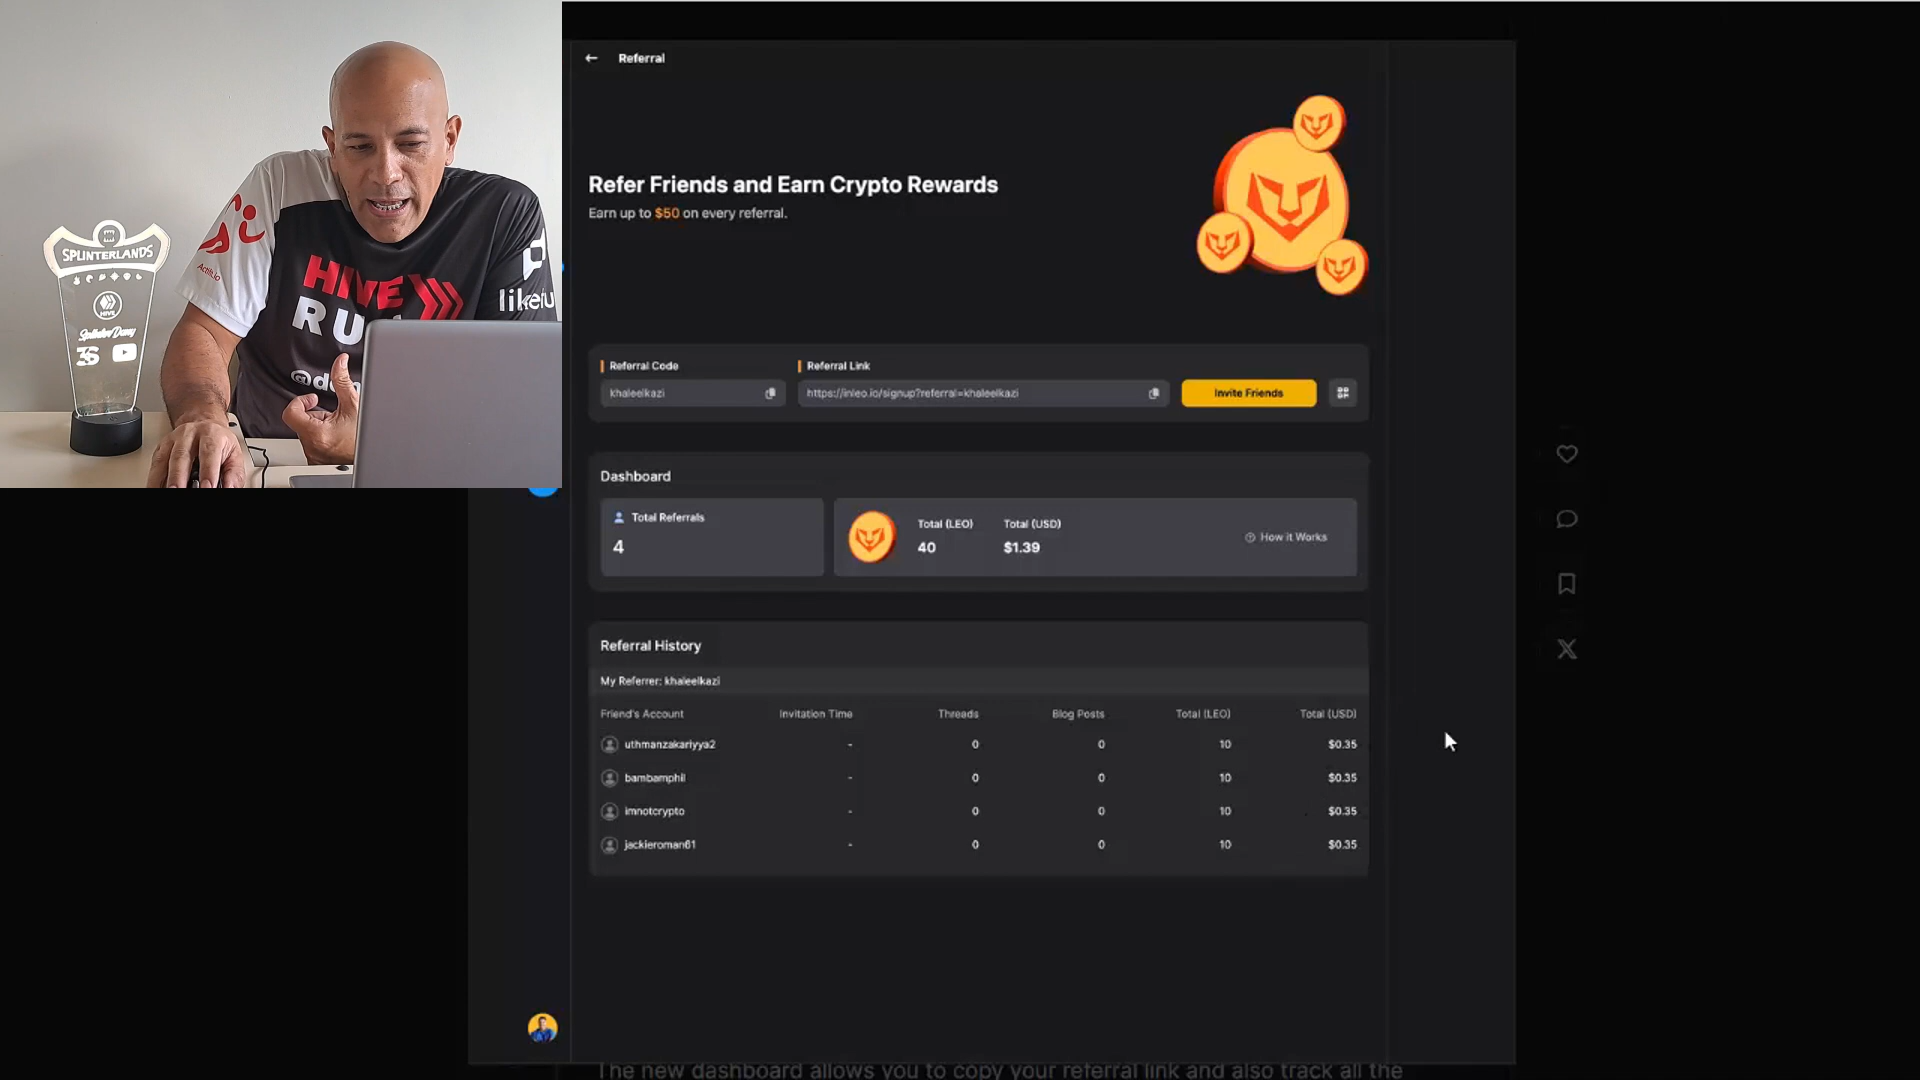 Referral
Refer Friends and Earn Crypto Rewards
Earn up to $50 on every referral.
SPLINTERLANDS
HIVE
Actifit.io
HIVE
likeru
Referral Code
Referral Link
khaleelkazi
https://inleo.io/signup?referral=khaleelkazi
Invite Friends
Dashboard
Total Referrals
4
Total (LEO)
Total (USD)
40
$1.39
How it Works
Referral History
My Referrer: khaleelkazi
Friend's Account Invitation Time Threads Blog Posts Total (LEO) Total (USD)
uthmanzakariyya2 - 0 0 10 $0.35
bambamphil - 0 0 10 $0.35
imnotcrypto - 0 0 10 $0.35
jackieroman61 - 0 0 10 $0.35
The new dashboard allows you to copy your referral link and also track all the